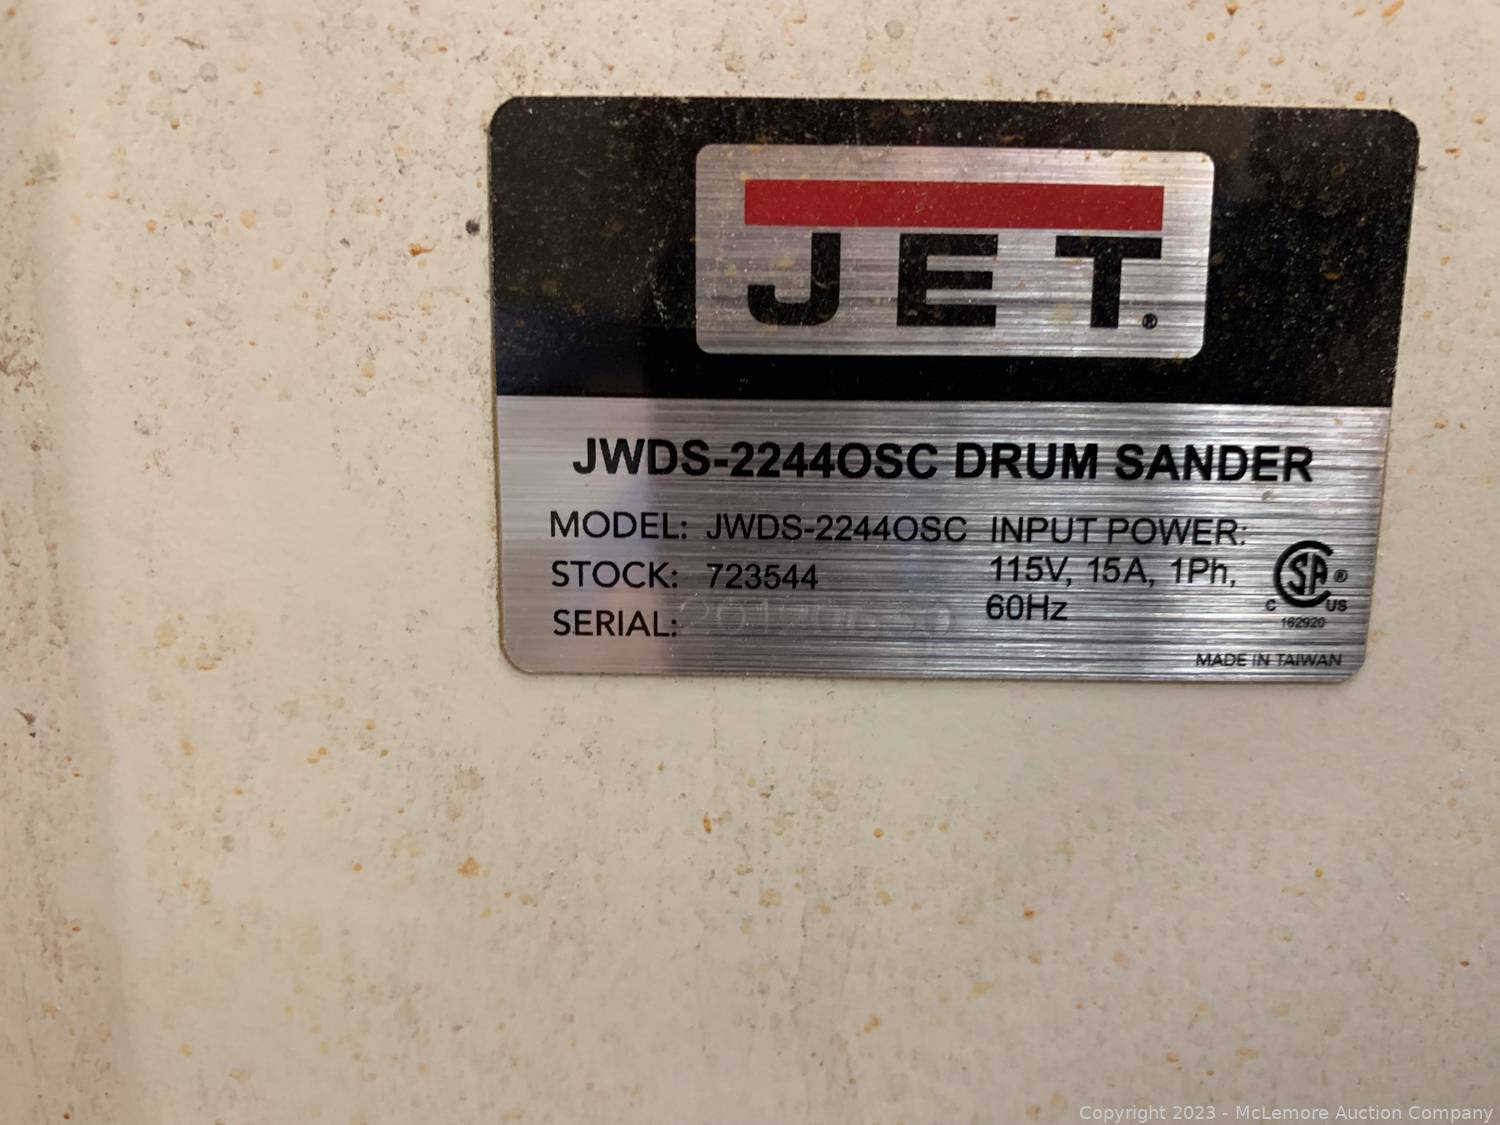 JET®
JWDS-2244OSC DRUM SANDER
MODEL: JWDS-2244OSC
STOCK: 723544
SERIAL:
INPUT POWER:
115V, 15A, 1Ph,
60Hz
CSA®
C US
162920
MADE IN TAIWAN
Copyright 2023 - McLemore Auction Company